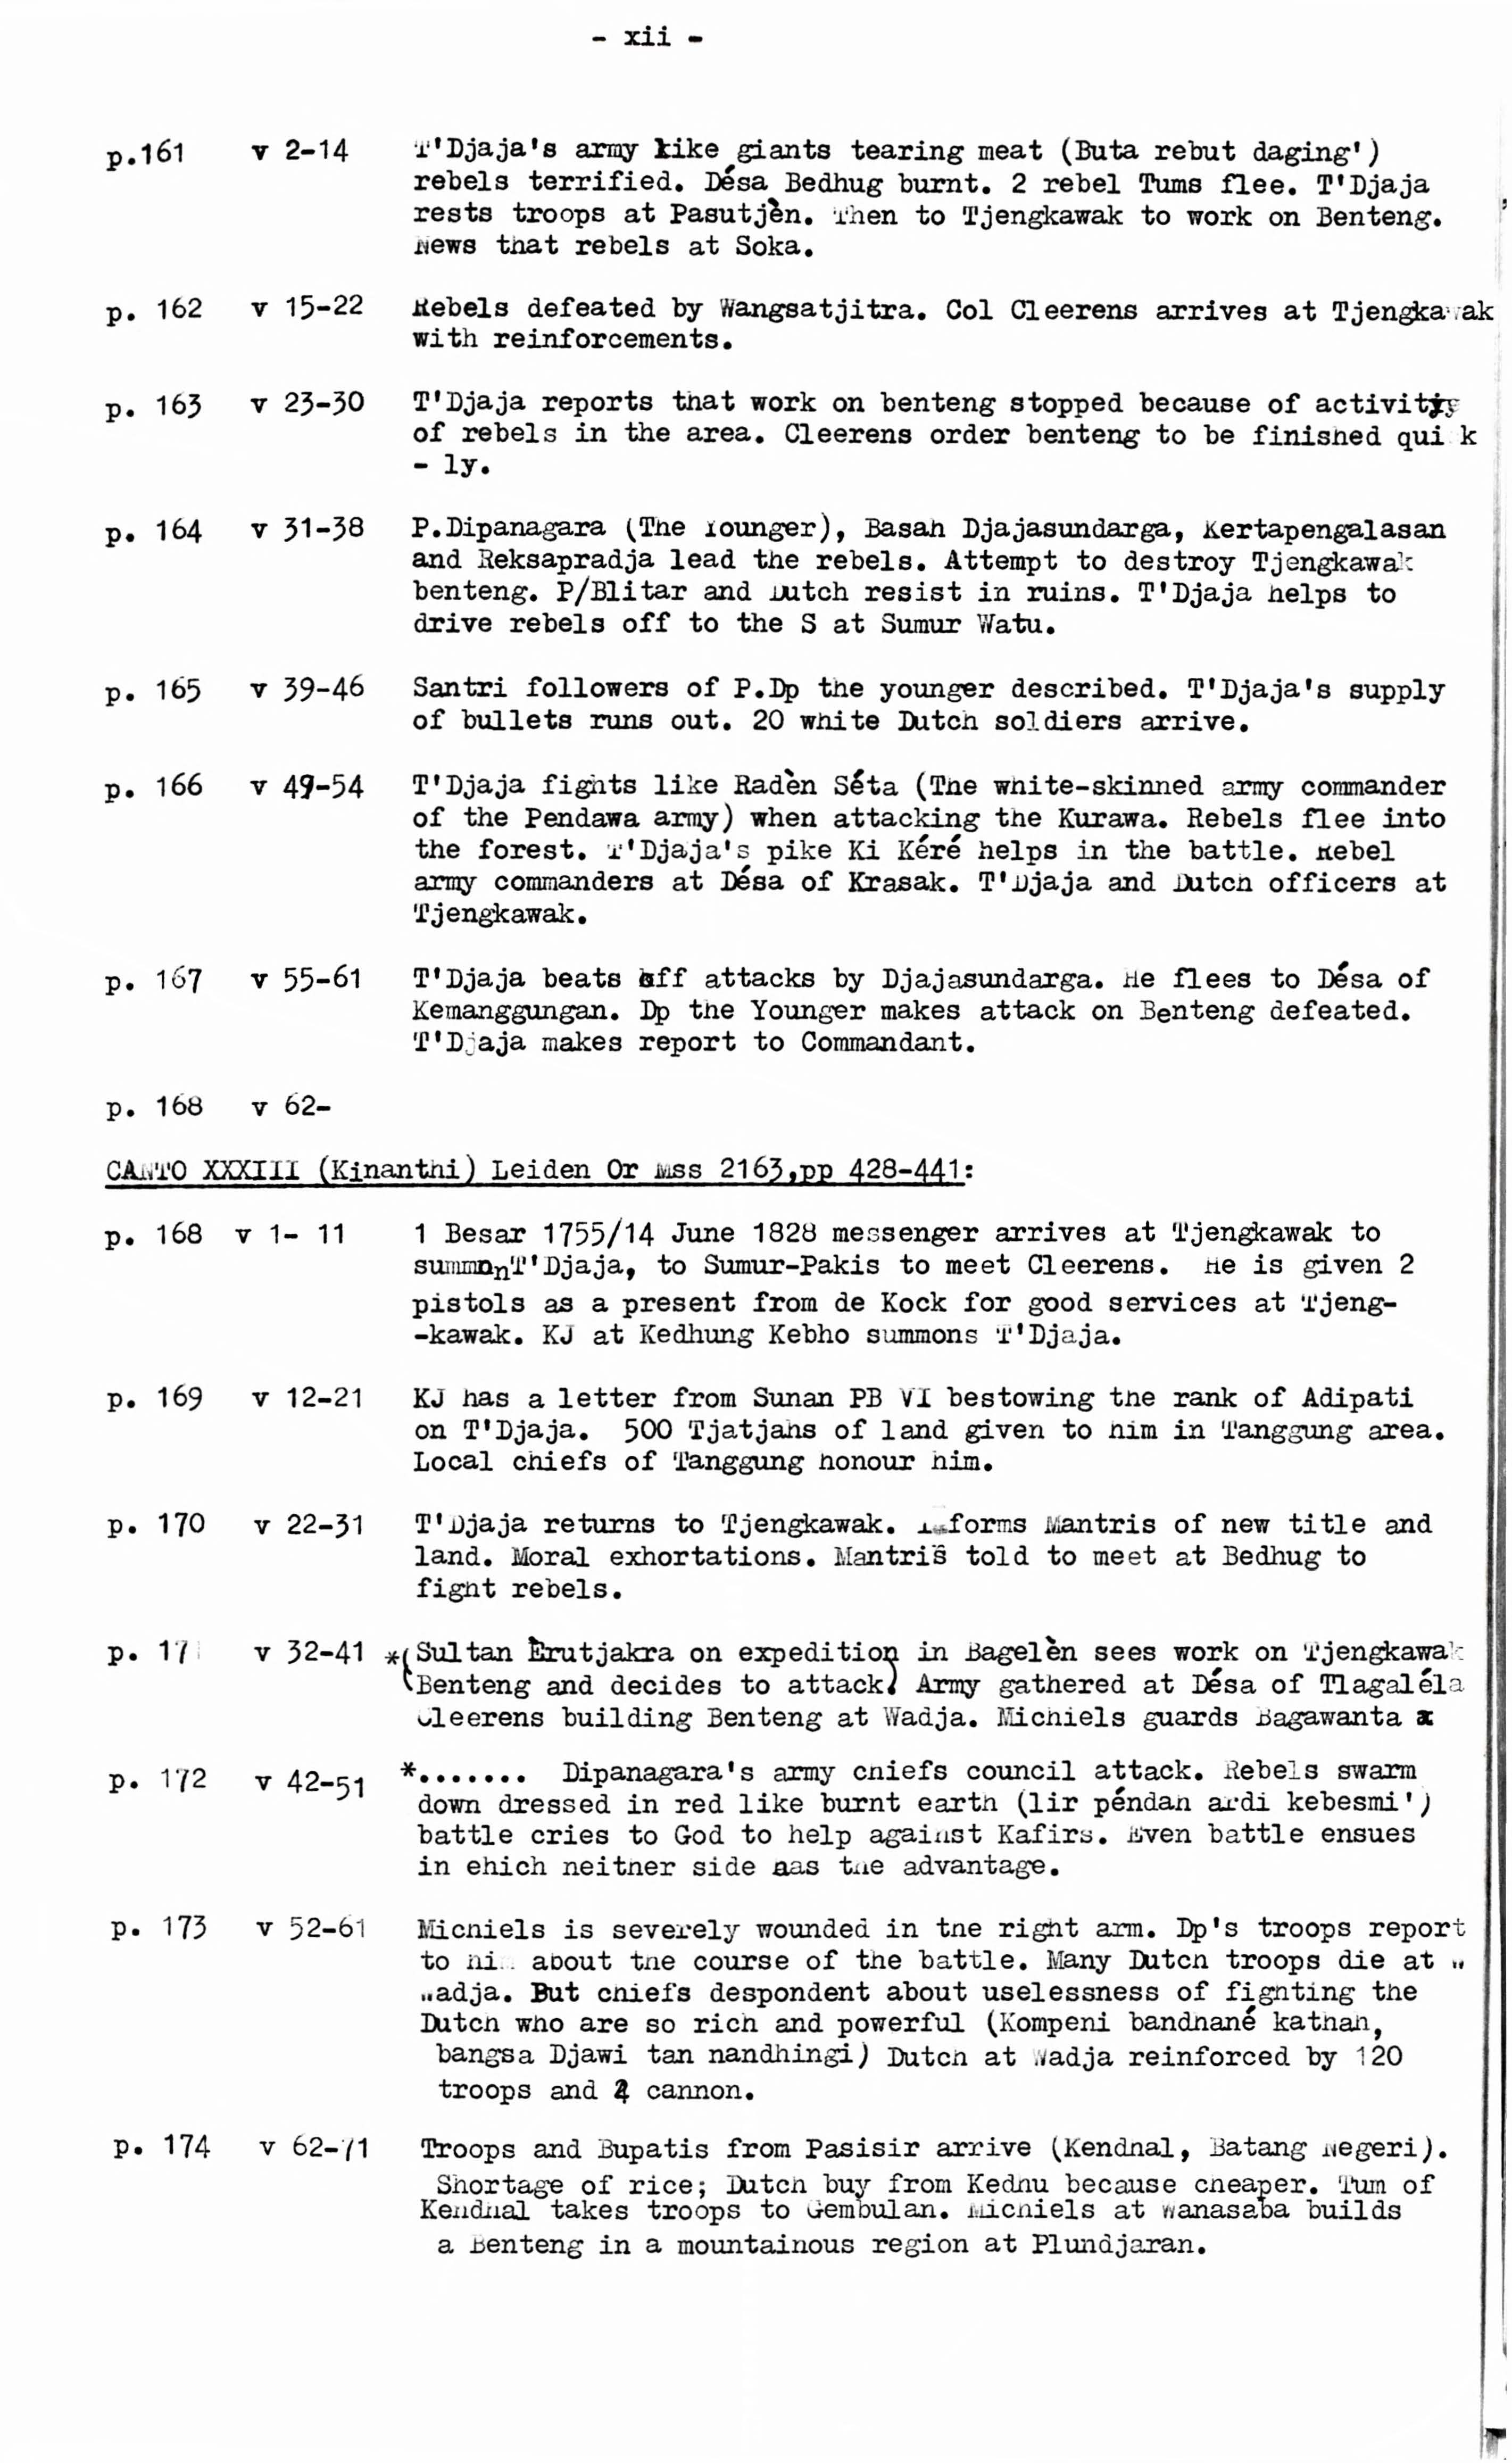 - xii -
p.161 v 2-14 T'Djaja's army like giants tearing meat (Buta rebut daging')
rebels terrified. Désa Bedhug burnt. 2 rebel Tums flee. T'Djaja
rests troops at Pasutjèn. Then to Tjengkawak to work on Benteng.
News that rebels at Soka.
p. 162 v 15-22 Rebels defeated by Wangsatjitra. Col Cleerens arrives at Tjengkawak
with reinforcements.
p. 163 v 23-30 T'Djaja reports that work on benteng stopped because of activity
of rebels in the area. Cleerens order benteng to be finished quik
- ly.
p. 164 v 31-38 P.Dipanagara (The Younger), Basah Djajasundarga, Kertapengalasan
and Reksapradja lead the rebels. Attempt to destroy Tjengkawak
benteng. P/Blitar and Dutch resist in ruins. T'Djaja helps to
drive rebels off to the S at Sumur Watu.
p. 165 v 39-46 Santri followers of P.Dp the younger described. T'Djaja's supply
of bullets runs out. 20 white Dutch soldiers arrive.
p. 166 v 49-54 T'Djaja fights like Radèn Séta (The white-skinned army commander
of the Pendawa army) when attacking the Kurawa. Rebels flee into
the forest. T'Djaja's pike Ki Kéré helps in the battle. Rebel
army commanders at Désa of Krasak. T'Djaja and Dutch officers at
Tjengkawak.
p. 167 v 55-61 T'Djaja beats off attacks by Djajasundarga. He flees to Désa of
Kemanggungan. Dp the Younger makes attack on Benteng defeated.
T'Djaja makes report to Commandant.
p. 168 v 62-
CANTO XXXIII (Kinanthi) Leiden Or Mss 2163,pp 428-441:
p. 168 v 1- 11 1 Besar 1755/14 June 1828 messenger arrives at Tjengkawak to
summon T'Djaja, to Sumur-Pakis to meet Cleerens. He is given 2
pistols as a present from de Kock for good services at Tjeng-
-kawak. KJ at Kedhung Kebho summons T'Djaja.
p. 169 v 12-21 KJ has a letter from Sunan PB VI bestowing the rank of Adipati
on T'Djaja. 500 Tjatjahs of land given to him in Tanggung area.
Local chiefs of Tanggung honour him.
p. 170 v 22-31 T'Djaja returns to Tjengkawak. Informs Mantris of new title and
land. Moral exhortations. Mantris told to meet at Bedhug to
fight rebels.
p. 17 v 32-41 *(Sultan Èrutjakra on expedition in Bagelèn sees work on Tjengkawak
(Benteng and decides to attack) Army gathered at Désa of Tlagaléla
Cleerens building Benteng at Wadja. Michiels guards Bagawanta x
p. 172 v 42-51 *....... Dipanagara's army chiefs council attack. Rebels swarm
down dressed in red like burnt earth (lir péndah ardi kebesmi')
battle cries to God to help against Kafirs. Even battle ensues
in ehich neither side has the advantage.
p. 173 v 52-61 Michiels is severely wounded in the right arm. Dp's troops report
to hi about the course of the battle. Many Dutch troops die at W
Wadja. But chiefs despondent about uselessness of fighting the
Dutch who are so rich and powerful (Kompeni bandhané kathah,
bangsa Djawi tan nandhingi) Dutch at Wadja reinforced by 120
troops and cannon.
p. 174 v 62-71 Troops and Bupatis from Pasisir arrive (Kendhal, Batang Negeri).
Shortage of rice; Dutch buy from Kedhu because cheaper. Tum of
Kendhal takes troops to Gembulan. Michiels at Wanasaba builds
a Benteng in a mountainous region at Plundjaran.